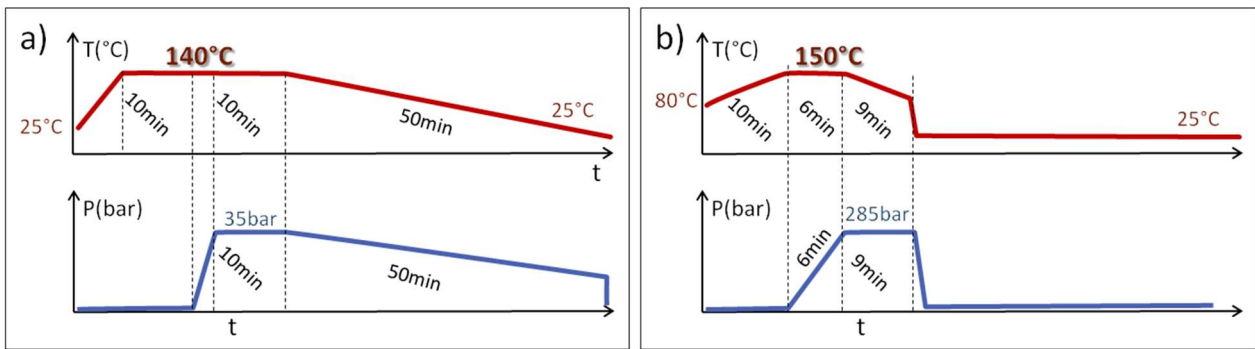 a)
T(°C)
140°C
25°C
10min
10min
50min
25°C
t
P(bar)
35bar
10min
50min
t
b)
T(°C)
150°C
80°C
10min
6min
9min
25°C
P(bar)
285bar
6min
9min
t